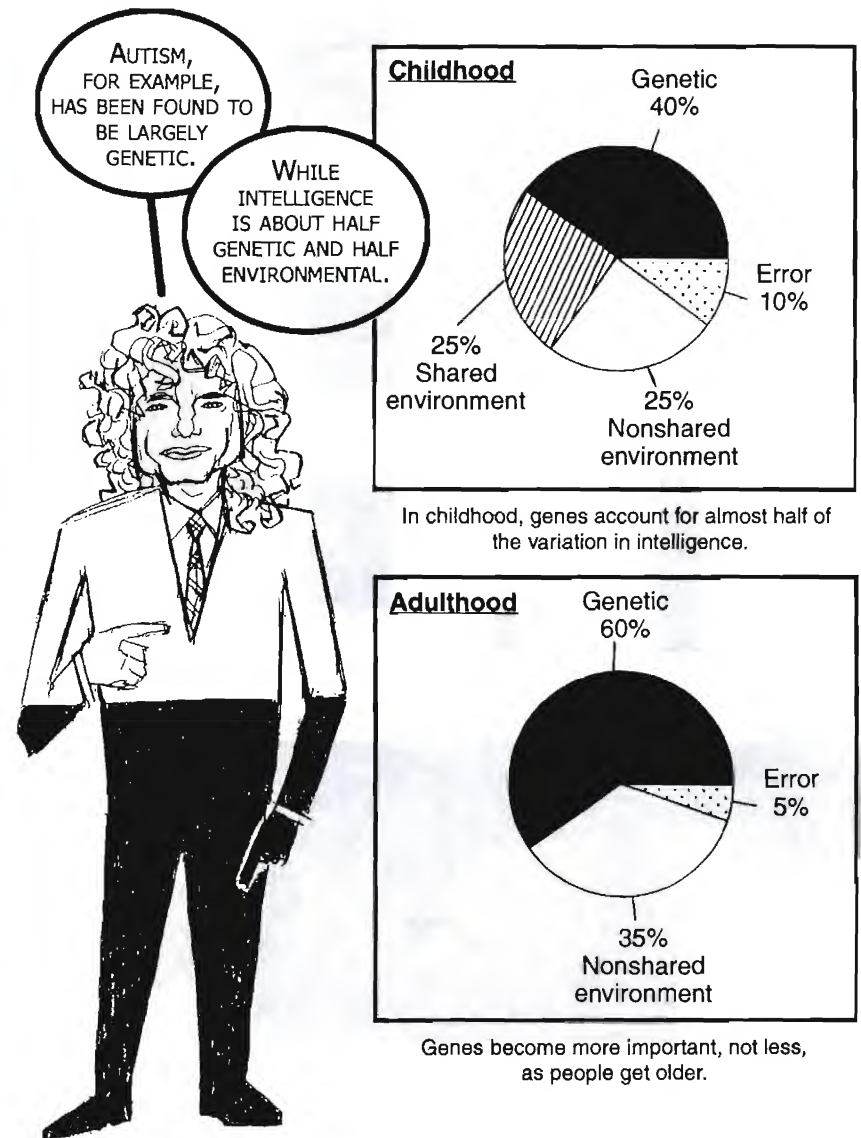 AUTISM,
FOR EXAMPLE,
HAS BEEN FOUND TO
BE LARGELY
GENETIC.
WHILE
INTELLIGENCE
IS ABOUT HALF
GENETIC AND HALF
ENVIRONMENTAL.
Childhood
Genetic
40%
Error
10%
25%
Shared
environment
25%
Nonshared
environment
In childhood, genes account for almost half of
the variation in intelligence.
Adulthood
Genetic
60%
Error
5%
35%
Nonshared
environment
Genes become more important, not less,
as people get older.